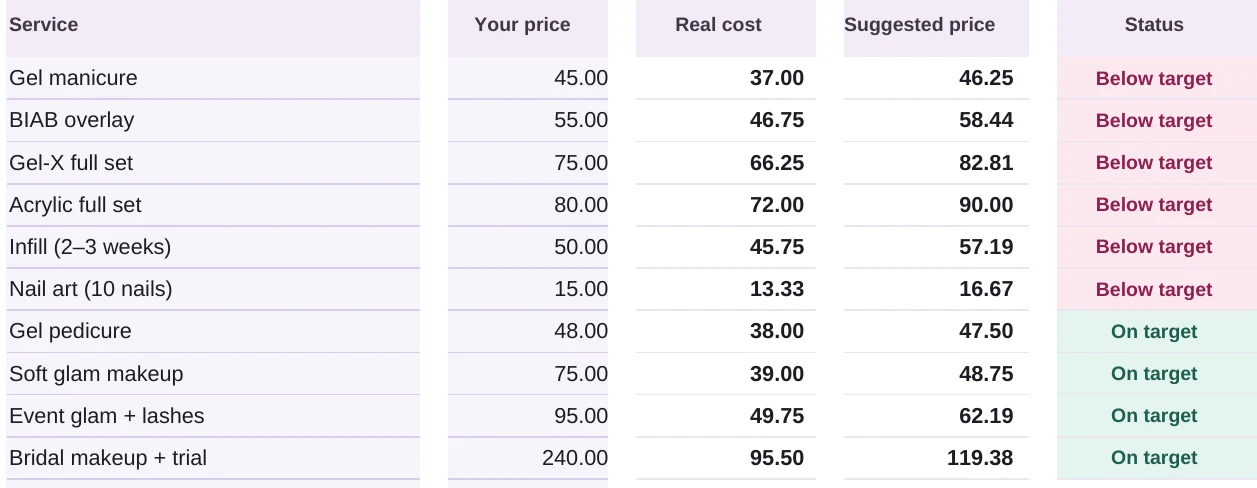 Service Your price Real cost Suggested price Status
Gel manicure 45.00 37.00 46.25 Below target
BIAB overlay 55.00 46.75 58.44 Below target
Gel-X full set 75.00 66.25 82.81 Below target
Acrylic full set 80.00 72.00 90.00 Below target
Infill (2–3 weeks) 50.00 45.75 57.19 Below target
Nail art (10 nails) 15.00 13.33 16.67 Below target
Gel pedicure 48.00 38.00 47.50 On target
Soft glam makeup 75.00 39.00 48.75 On target
Event glam + lashes 95.00 49.75 62.19 On target
Bridal makeup + trial 240.00 95.50 119.38 On target